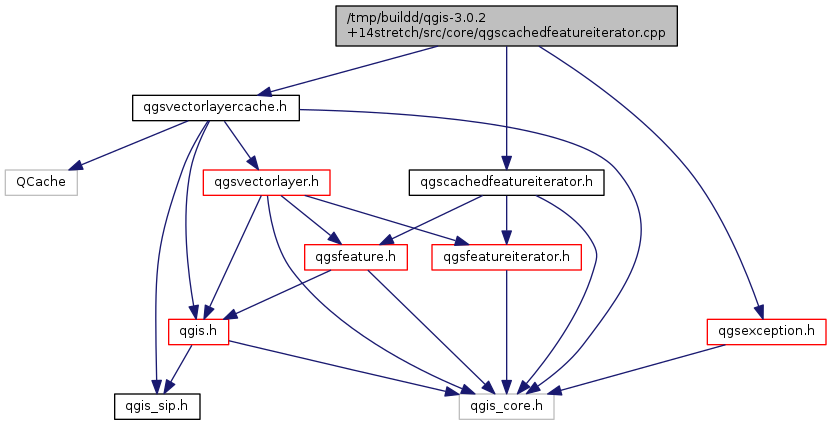 /tmp/buildd/qgis-3.0.2
+14stretch/src/core/qgscachedfeatureiterator.cpp
qgsvectorlayercache.h
QCache
qgsvectorlayer.h
qgscachedfeatureiterator.h
qgsfeature.h
qgsfeatureiterator.h
qgis.h
qgsexception.h
qgis_sip.h
qgis_core.h